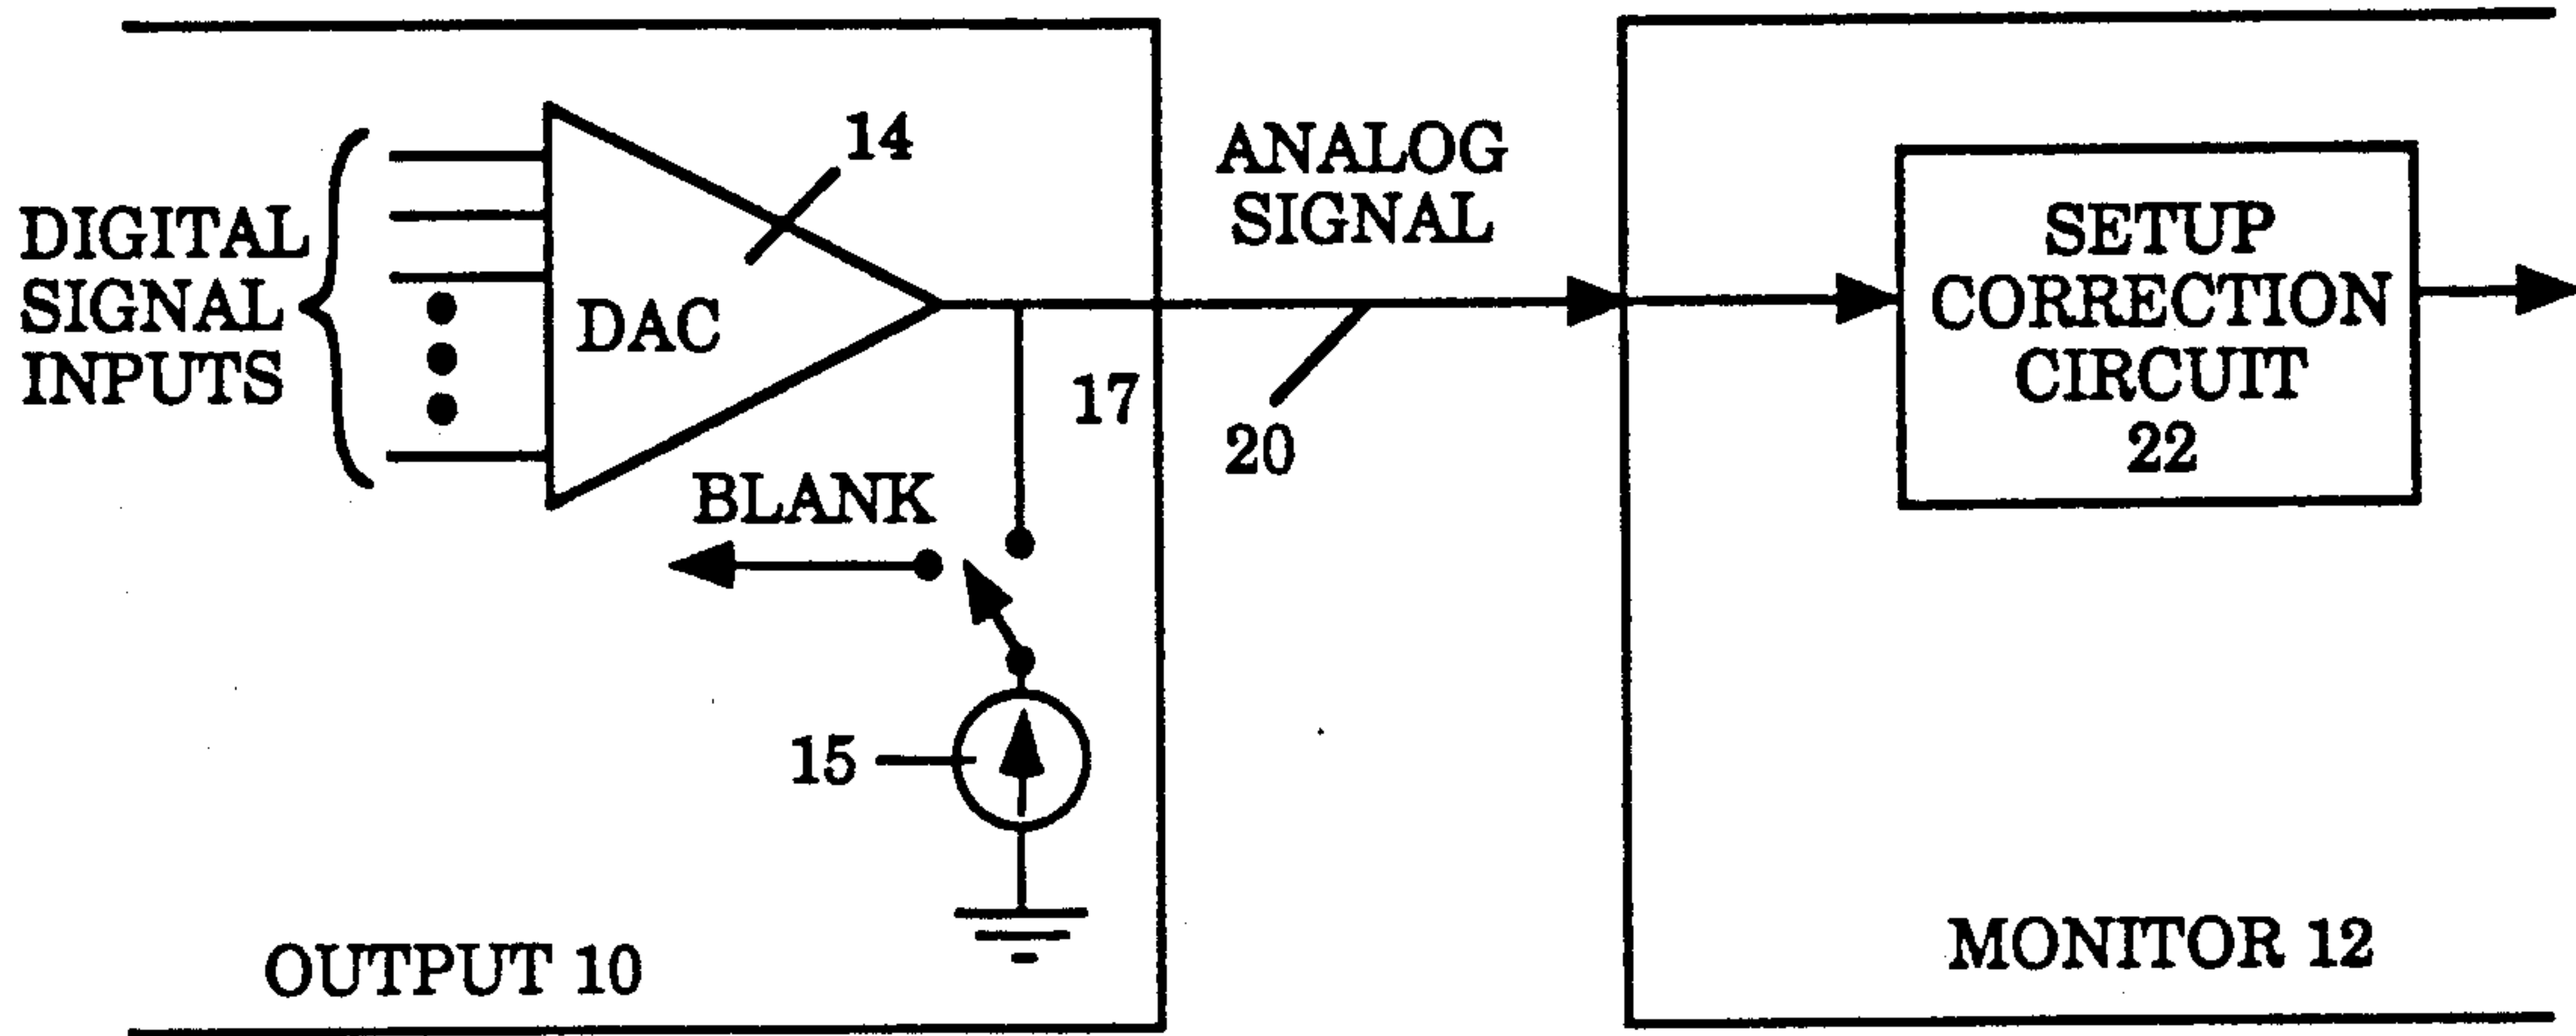 DIGITAL
SIGNAL
INPUTS
14
DAC
BLANK
15
17
OUTPUT 10
ANALOG
SIGNAL
20
SETUP
CORRECTION
CIRCUIT
22
MONITOR 12